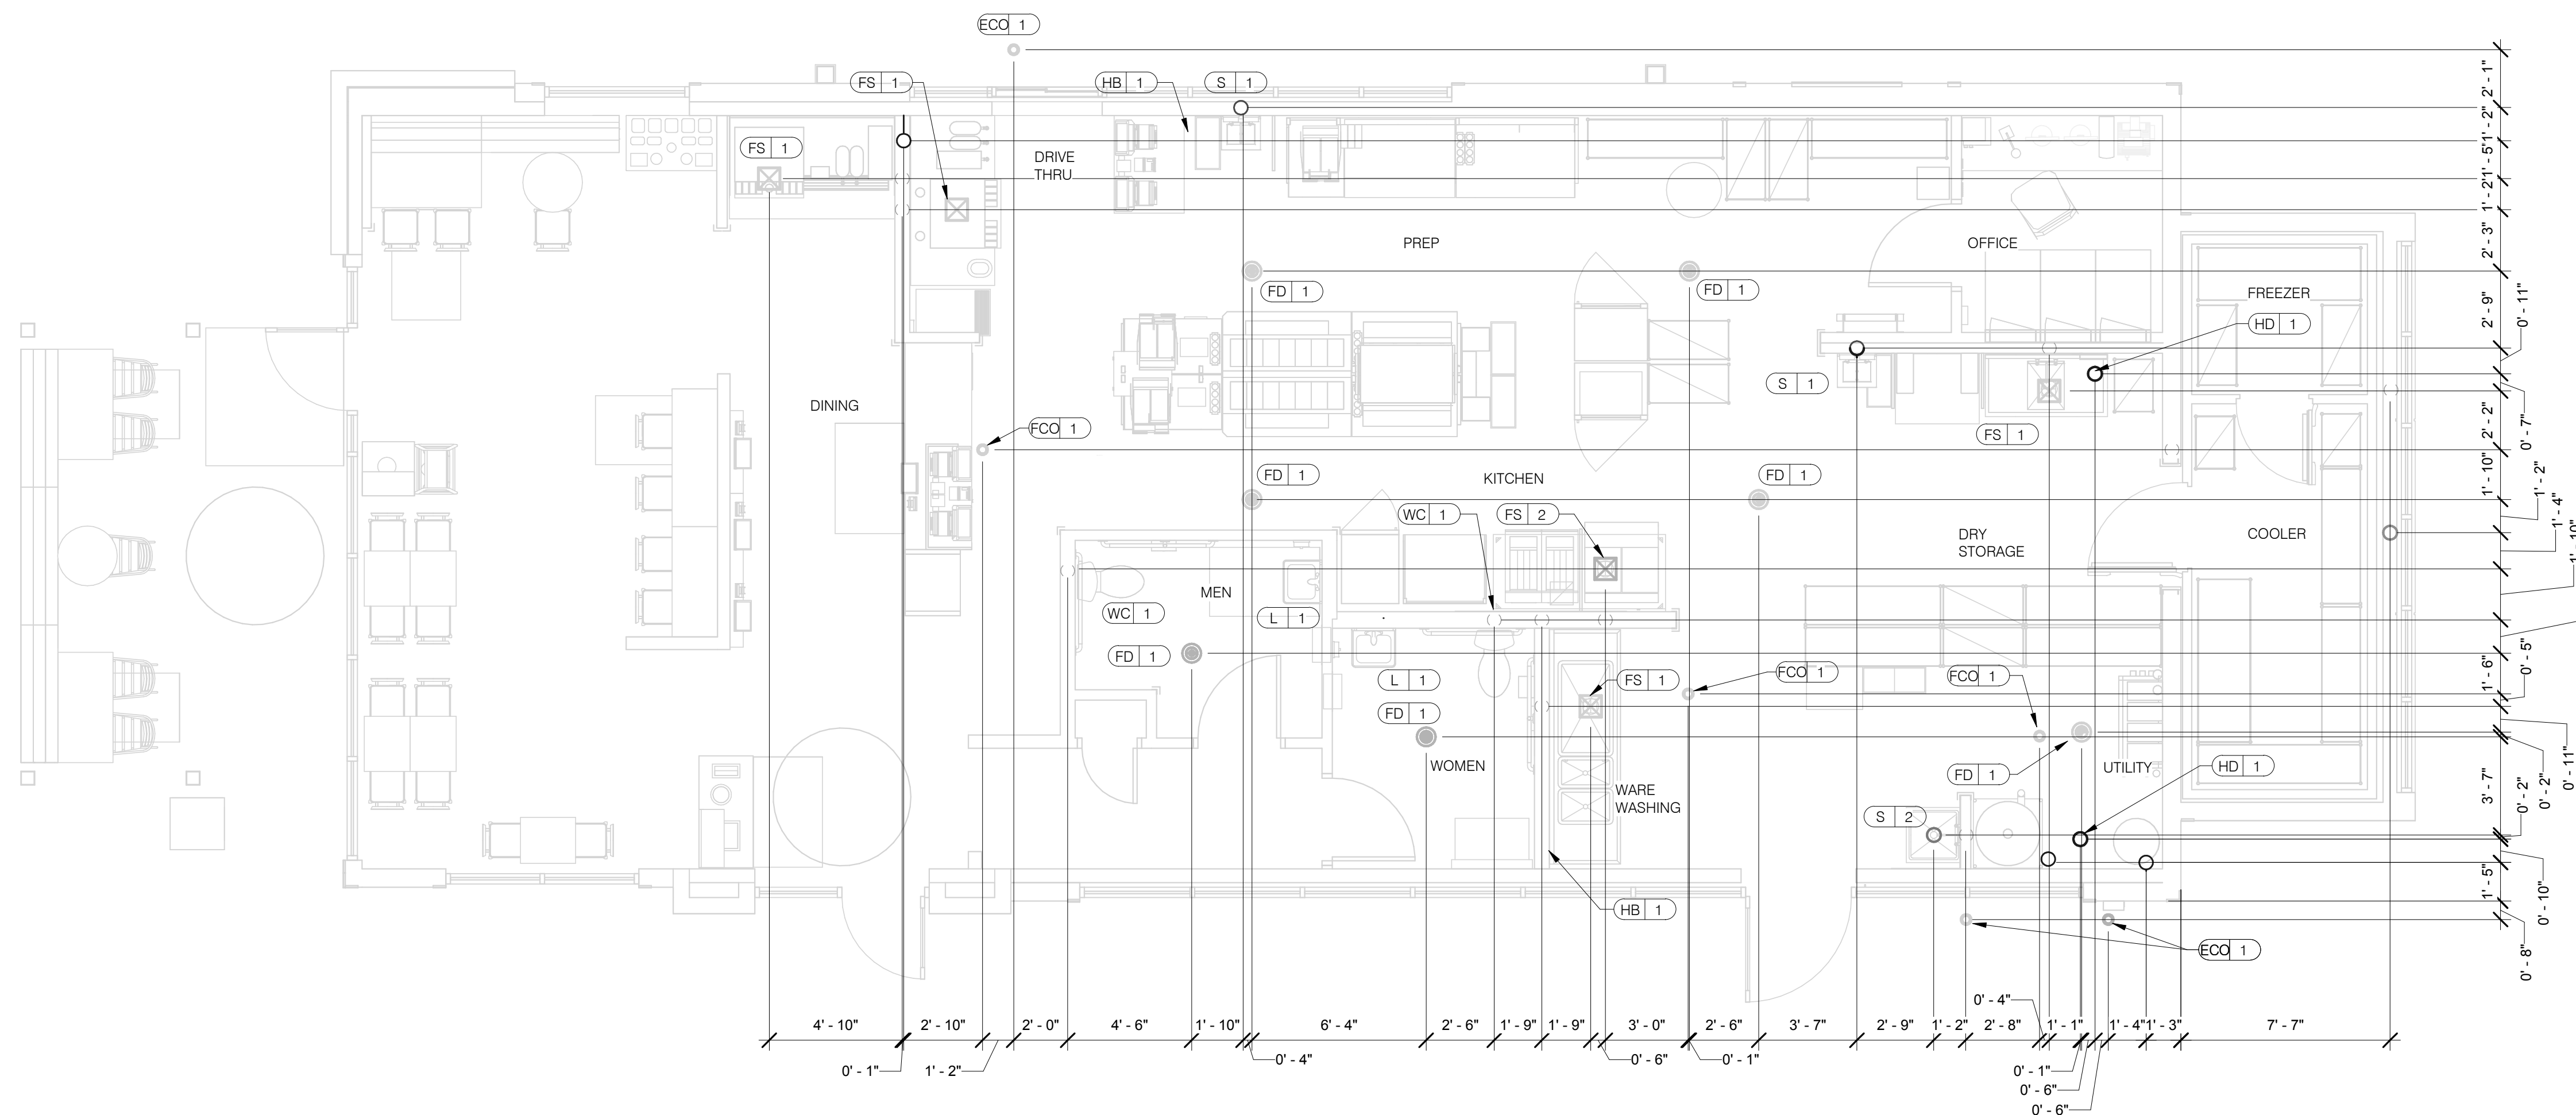 ECO 1
FS 1
HB 1
S 1
FS 1
DRIVE
THRU
PREP
OFFICE
FD 1
FD 1
FREEZER
HD 1
S 1
DINING
FCO 1
FS 1
FD 1
KITCHEN
FD 1
WC 1
FS 2
DRY
STORAGE
COOLER
MEN
WC 1
L 1
FD 1
L 1
FS 1
FCO 1
FCO 1
FD 1
WOMEN
WARE
WASHING
FD 1
UTILITY
HD 1
S 2
HB 1
ECO 1
2' - 1"
1' - 2"
1' - 5"
1' - 2"
2' - 3"
2' - 9"
0' - 11"
0' - 7"
2' - 2"
1' - 10"
1' - 2"
1' - 4"
1' - 10"
0' - 5"
1' - 6"
0' - 11"
0' - 2"
0' - 2"
3' - 7"
0' - 10"
1' - 5"
0' - 8"
4' - 10"
0' - 1"
2' - 10"
1' - 2"
2' - 0"
4' - 6"
1' - 10"
0' - 4"
6' - 4"
2' - 6"
1' - 9"
1' - 9"
0' - 6"
3' - 0"
0' - 1"
2' - 6"
3' - 7"
2' - 9"
1' - 2"
2' - 8"
0' - 4"
1' - 1"
0' - 1"
0' - 6"
0' - 6"
1' - 4"
1' - 3"
7' - 7"